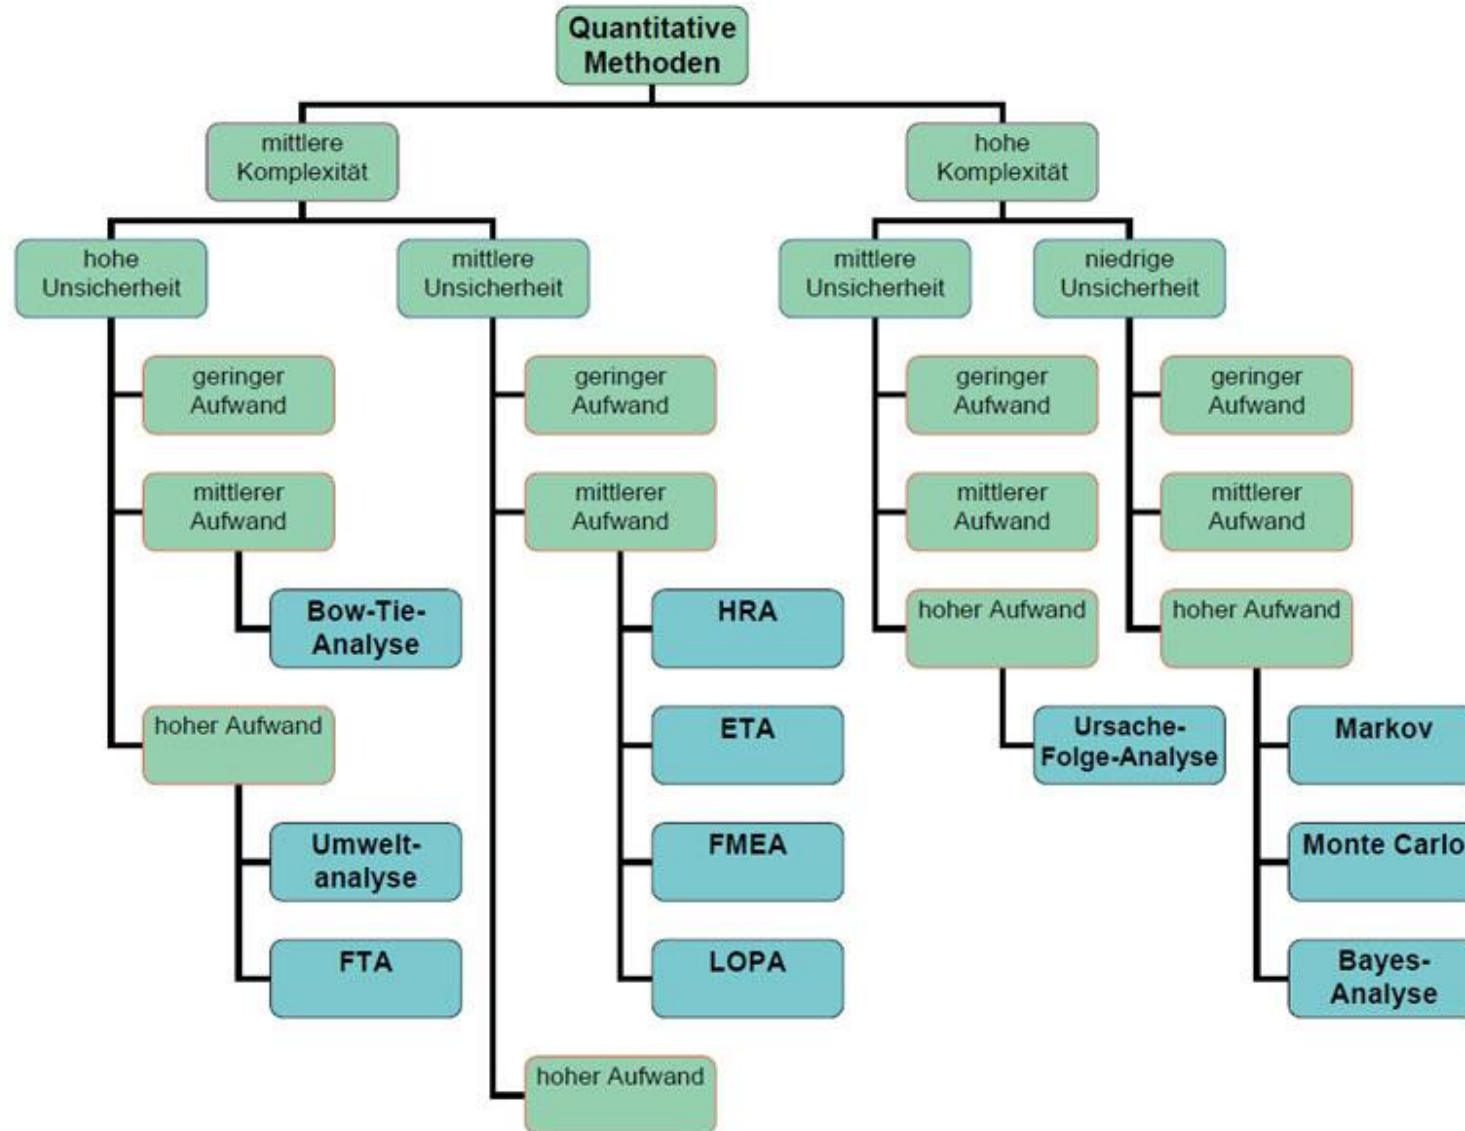 Quantitative
Methoden
mittlere
Komplexität
hohe
Komplexität
hohe
Unsicherheit
mittlere
Unsicherheit
mittlere
Unsicherheit
niedrige
Unsicherheit
geringer
Aufwand
geringer
Aufwand
geringer
Aufwand
geringer
Aufwand
mittlerer
Aufwand
mittlerer
Aufwand
mittlerer
Aufwand
mittlerer
Aufwand
Bow-Tie-
Analyse
HRA
hoher Aufwand
hoher Aufwand
hoher Aufwand
ETA
Ursache-
Folge-Analyse
Markov
Umwelt-
analyse
FMEA
Monte Carlo
FTA
LOPA
Bayes-
Analyse
hoher Aufwand